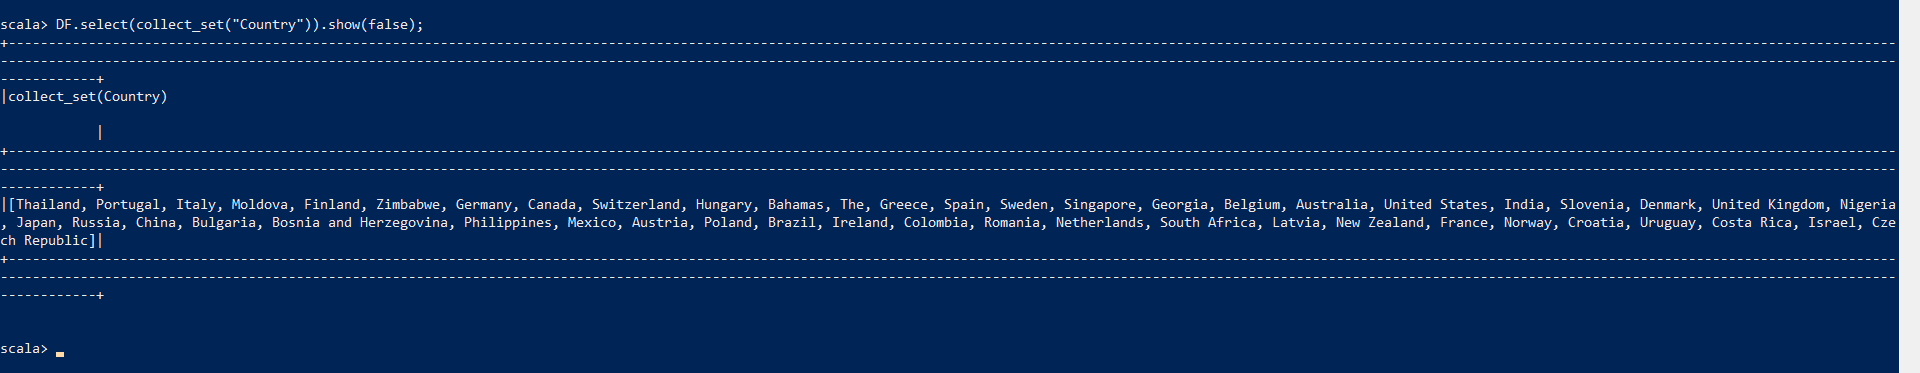 scala> DF.select(collect_set("Country")).show(false);
+--------------------------------------------------------------------------------------------------------------------------------------------------------------------------------------------------------------------------------------------
---------------------------------------------------------------------------------------------------------------------------------------------------------------------------------------------------------------------------------------------
------------+
|collect_set(Country)
            |
+--------------------------------------------------------------------------------------------------------------------------------------------------------------------------------------------------------------------------------------------
---------------------------------------------------------------------------------------------------------------------------------------------------------------------------------------------------------------------------------------------
------------+
|[Thailand, Portugal, Italy, Moldova, Finland, Zimbabwe, Germany, Canada, Switzerland, Hungary, Bahamas, The, Greece, Spain, Sweden, Singapore, Georgia, Belgium, Australia, United States, India, Slovenia, Denmark, United Kingdom, Nigeria
, Japan, Russia, China, Bulgaria, Bosnia and Herzegovina, Philippines, Mexico, Austria, Poland, Brazil, Ireland, Colombia, Romania, Netherlands, South Africa, Latvia, New Zealand, France, Norway, Croatia, Uruguay, Costa Rica, Israel, Cze
ch Republic]|
+--------------------------------------------------------------------------------------------------------------------------------------------------------------------------------------------------------------------------------------------
---------------------------------------------------------------------------------------------------------------------------------------------------------------------------------------------------------------------------------------------
------------+
scala>